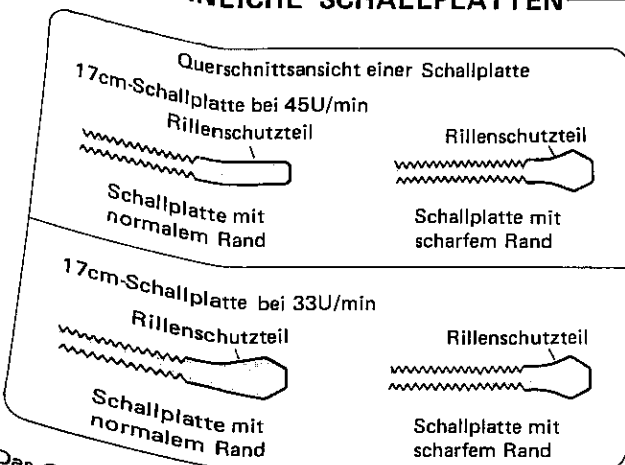 SCHALLPLATTEN
Querschnittsansicht einer Schallplatte
17cm-Schallplatte bei 45U/min
Rillenschutzteil
Rillenschutzteil
Schallplatte mit
normalem Rand
Schallplatte mit
scharfem Rand
17cm-Schallplatte bei 33U/min
Rillenschutzteil
Rillenschutzteil
Schallplatte mit
normalem Rand
Schallplatte mit
scharfem Rand